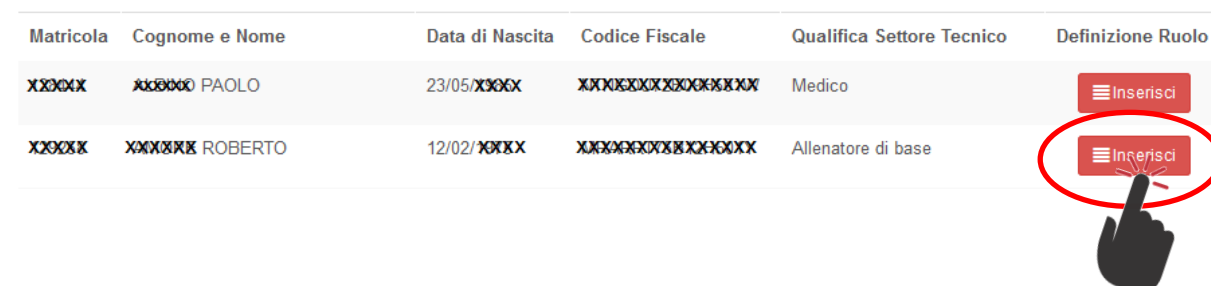 Matricola Cognome e Nome Data di Nascita Codice Fiscale Qualifica Settore Tecnico Definizione Ruolo
PAOLO 23/05/ Medico Inserisci
ROBERTO 12/02/ Allenatore di base Inserisci